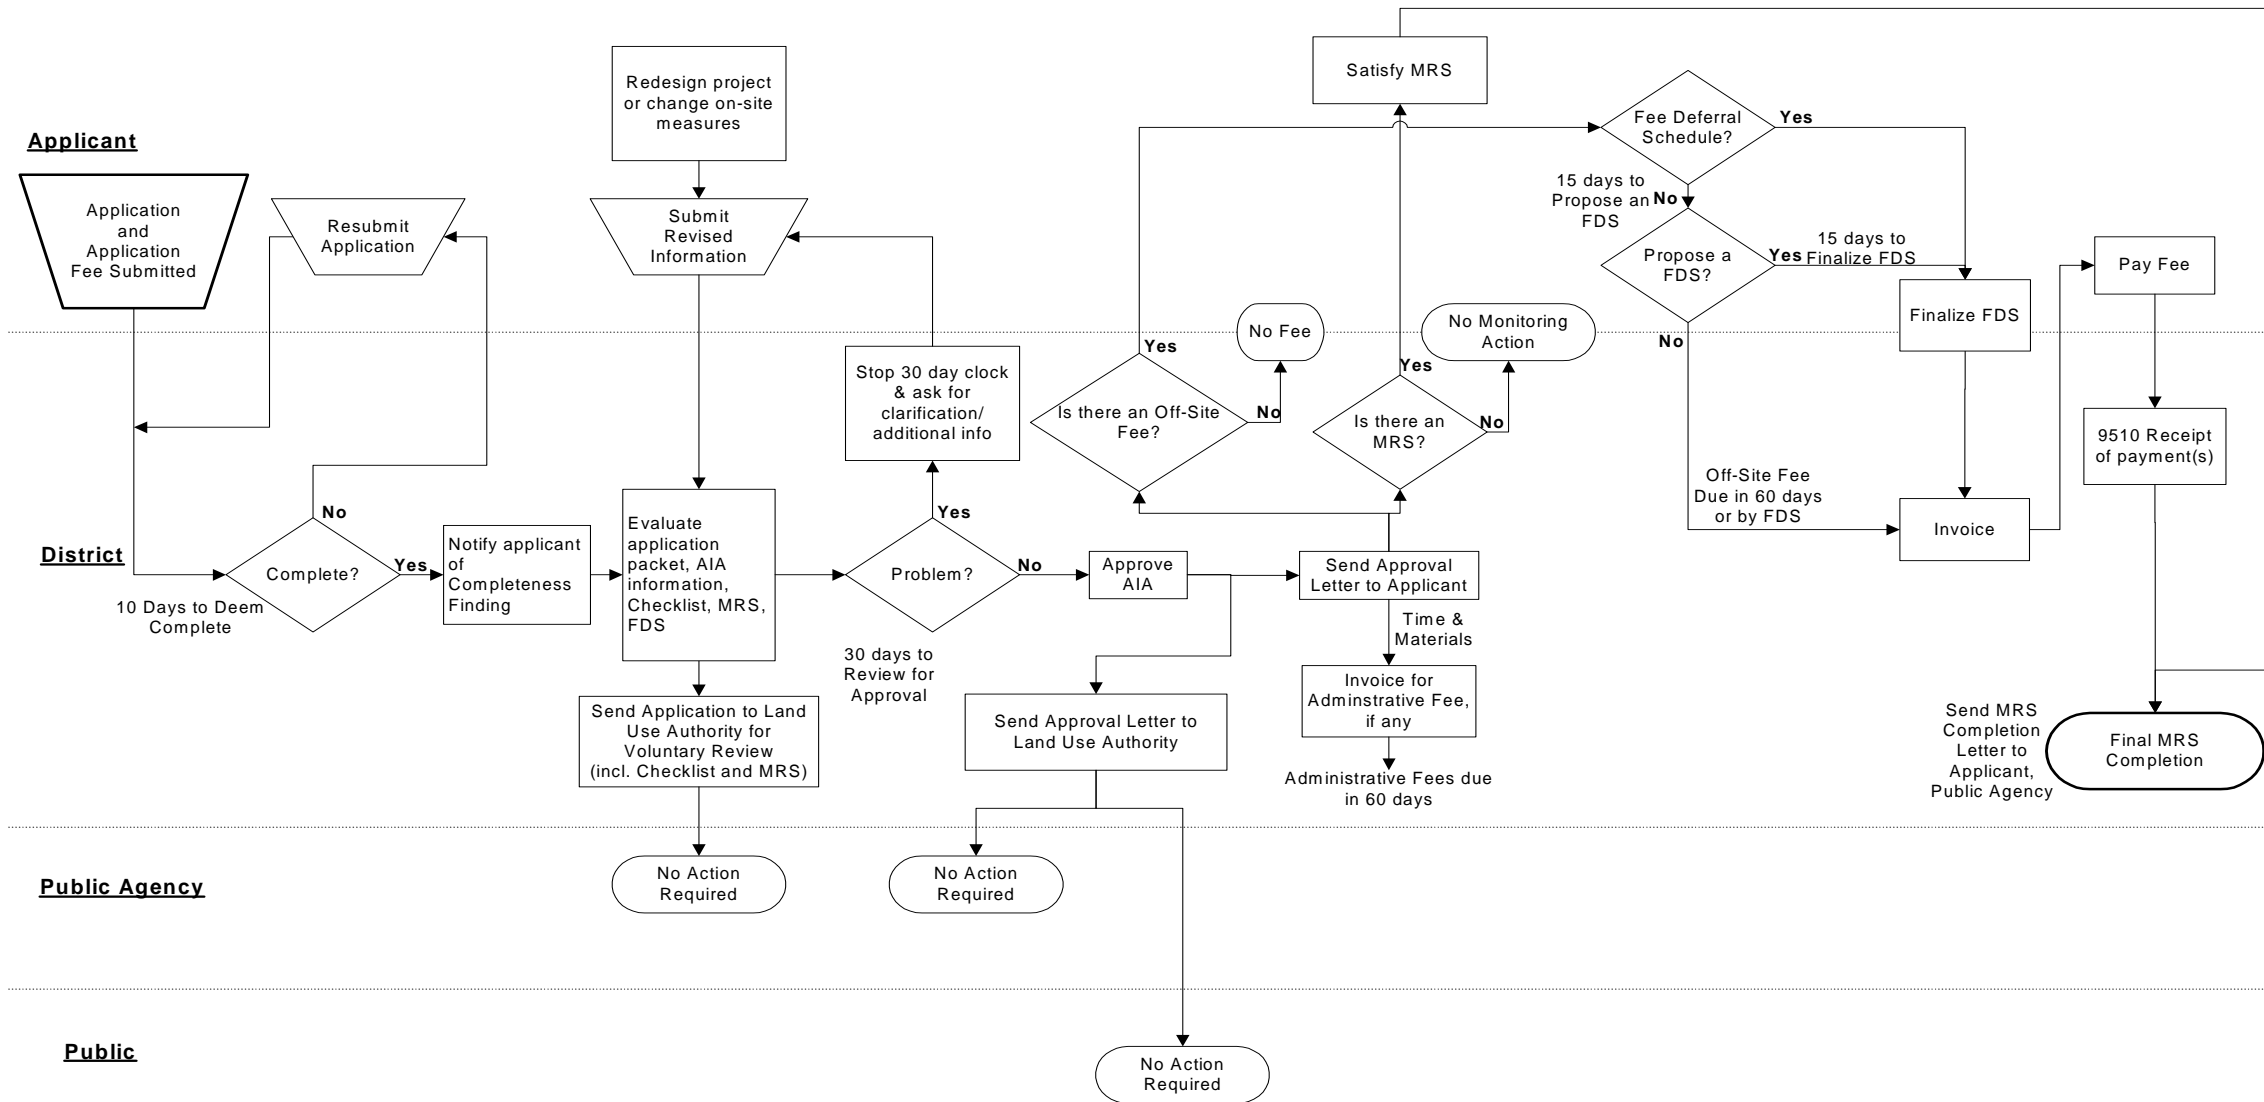 Applicant
Application
and
Application
Fee Submitted
Resubmit
Application
Redesign project
or change on-site
measures
Submit
Revised
Information
Satisfy MRS
Fee Deferral
Schedule?
Yes
15 days to
Propose an
FDS
No
Propose a
FDS?
Yes
15 days to
Finalize FDS
Finalize FDS
Pay Fee
No
District
Complete?
No
Yes
10 Days to Deem
Complete
Notify applicant
of
Completeness
Finding
Evaluate
application
packet, AIA
information,
Checklist, MRS,
FDS
Send Application to Land
Use Authority for
Voluntary Review
(incl. Checklist and MRS)
Stop 30 day clock
& ask for
clarification/
additional info
Yes
Problem?
No
30 days to
Review for
Approval
Approve
AIA
Send Approval Letter to
Land Use Authority
Send Approval
Letter to Applicant
Time &
Materials
Invoice for
Adminstrative Fee,
if any
Administrative Fees due
in 60 days
Is there an Off-Site
Fee?
Yes
No
No Fee
Is there an
MRS?
Yes
No
No Monitoring
Action
Off-Site Fee
Due in 60 days
or by FDS
Invoice
9510 Receipt
of payment(s)
Send MRS
Completion
Letter to
Applicant,
Public Agency
Final MRS
Completion
Public Agency
No Action
Required
No Action
Required
Public
No Action
Required